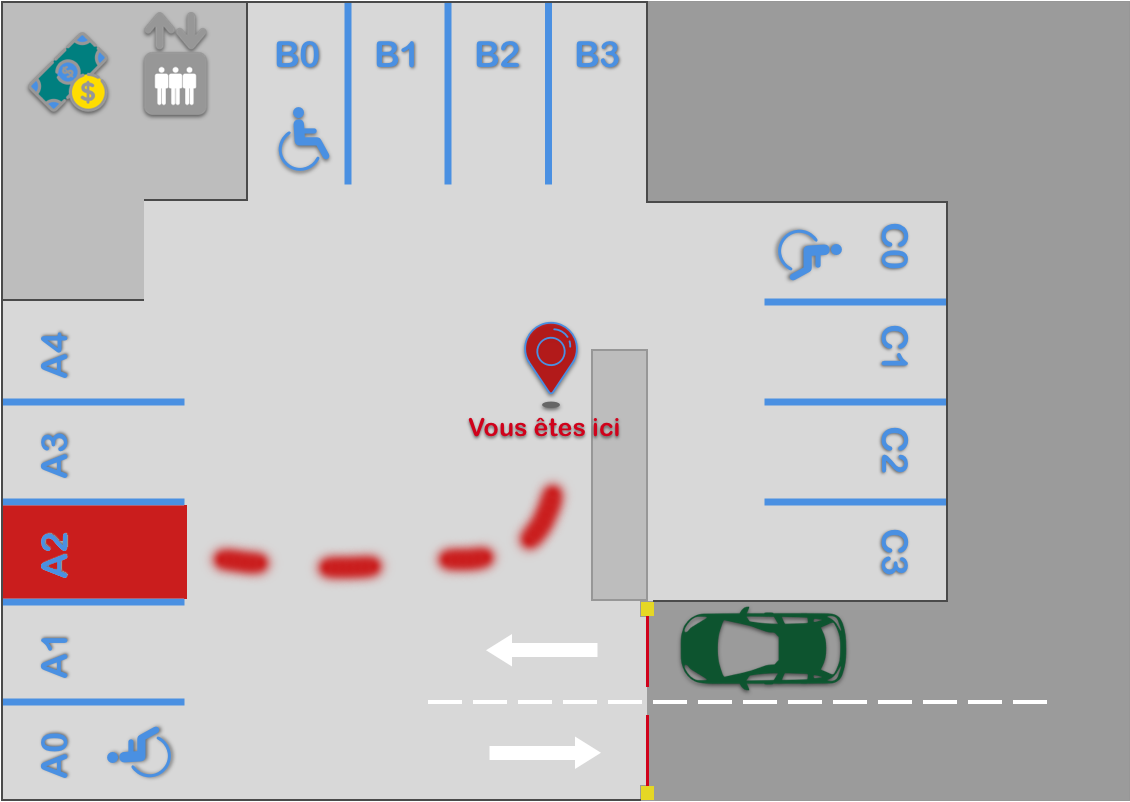 B0 B1 B2 B3
C0
C1
C2
C3
A4
A3
A2
A1
A0
Vous êtes ici
$
$